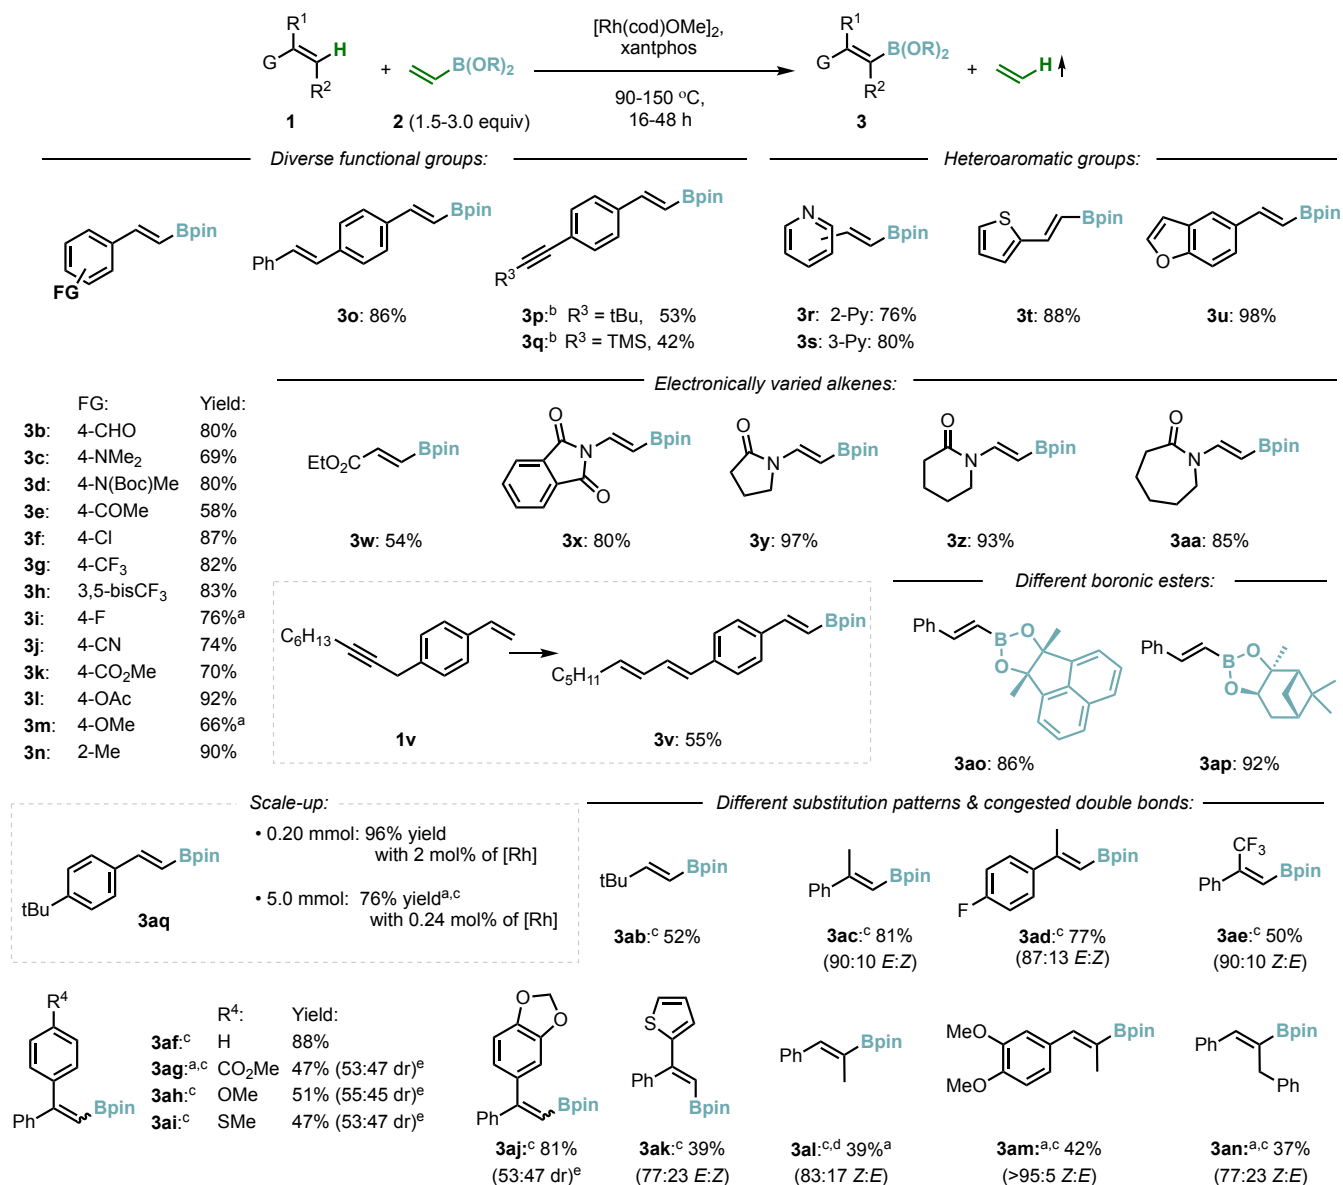 R1
G
H
R2
1
+
B(OR)2
2 (1.5-3.0 equiv)
[Rh(cod)OMe]2,
xantphos
90-150 ºC,
16-48 h
R1
G
B(OR)2
R2
3
+
H
Diverse functional groups:
Heteroaromatic groups:
Bpin
FG
Bpin
Ph
3o: 86%
Bpin
R3
3p:b R3 = tBu, 53%
3q:b R3 = TMS, 42%
N
Bpin
3r: 2-Py: 76%
3s: 3-Py: 80%
S
Bpin
3t: 88%
O
Bpin
3u: 98%
FG: Yield:
3b: 4-CHO 80%
3c: 4-NMe2 69%
3d: 4-N(Boc)Me 80%
3e: 4-COMe 58%
3f: 4-Cl 87%
3g: 4-CF3 82%
3h: 3,5-bisCF3 83%
3i: 4-F 76%a
3j: 4-CN 74%
3k: 4-CO2Me 70%
3l: 4-OAc 92%
3m: 4-OMe 66%a
3n: 2-Me 90%
Electronically varied alkenes:
EtO2C
Bpin
3w: 54%
O
N
O
Bpin
3x: 80%
O
N
Bpin
3y: 97%
O
N
Bpin
3z: 93%
O
N
Bpin
3aa: 85%
C6H13
1v
C5H11
Bpin
3v: 55%
Different boronic esters:
Ph
B
O
O
3ao: 86%
Ph
B
O
O
3ap: 92%
Scale-up:
tBu
Bpin
3aq
• 0.20 mmol: 96% yield
with 2 mol% of [Rh]
• 5.0 mmol: 76% yielda,c
with 0.24 mol% of [Rh]
Different substitution patterns & congested double bonds:
tBu
Bpin
3ab:c 52%
Ph
Bpin
3ac:c 81%
(90:10 E:Z)
F
Bpin
3ad:c 77%
(87:13 E:Z)
CF3
Ph
Bpin
3ae:c 50%
(90:10 Z:E)
R4
Ph
Bpin
R4: Yield:
3af:c H 88%
3ag:a,c CO2Me 47% (53:47 dr)e
3ah:c OMe 51% (55:45 dr)e
3ai:c SMe 47% (53:47 dr)e
O
O
Ph
Bpin
3aj:c 81%
(53:47 dr)e
S
Ph
Bpin
3ak:c 39%
(77:23 E:Z)
Ph
Bpin
3al:c,d 39%a
(83:17 Z:E)
MeO
MeO
Bpin
3am:a,c 42%
(>95:5 Z:E)
Ph
Bpin
Ph
3an:a,c 37%
(77:23 Z:E)